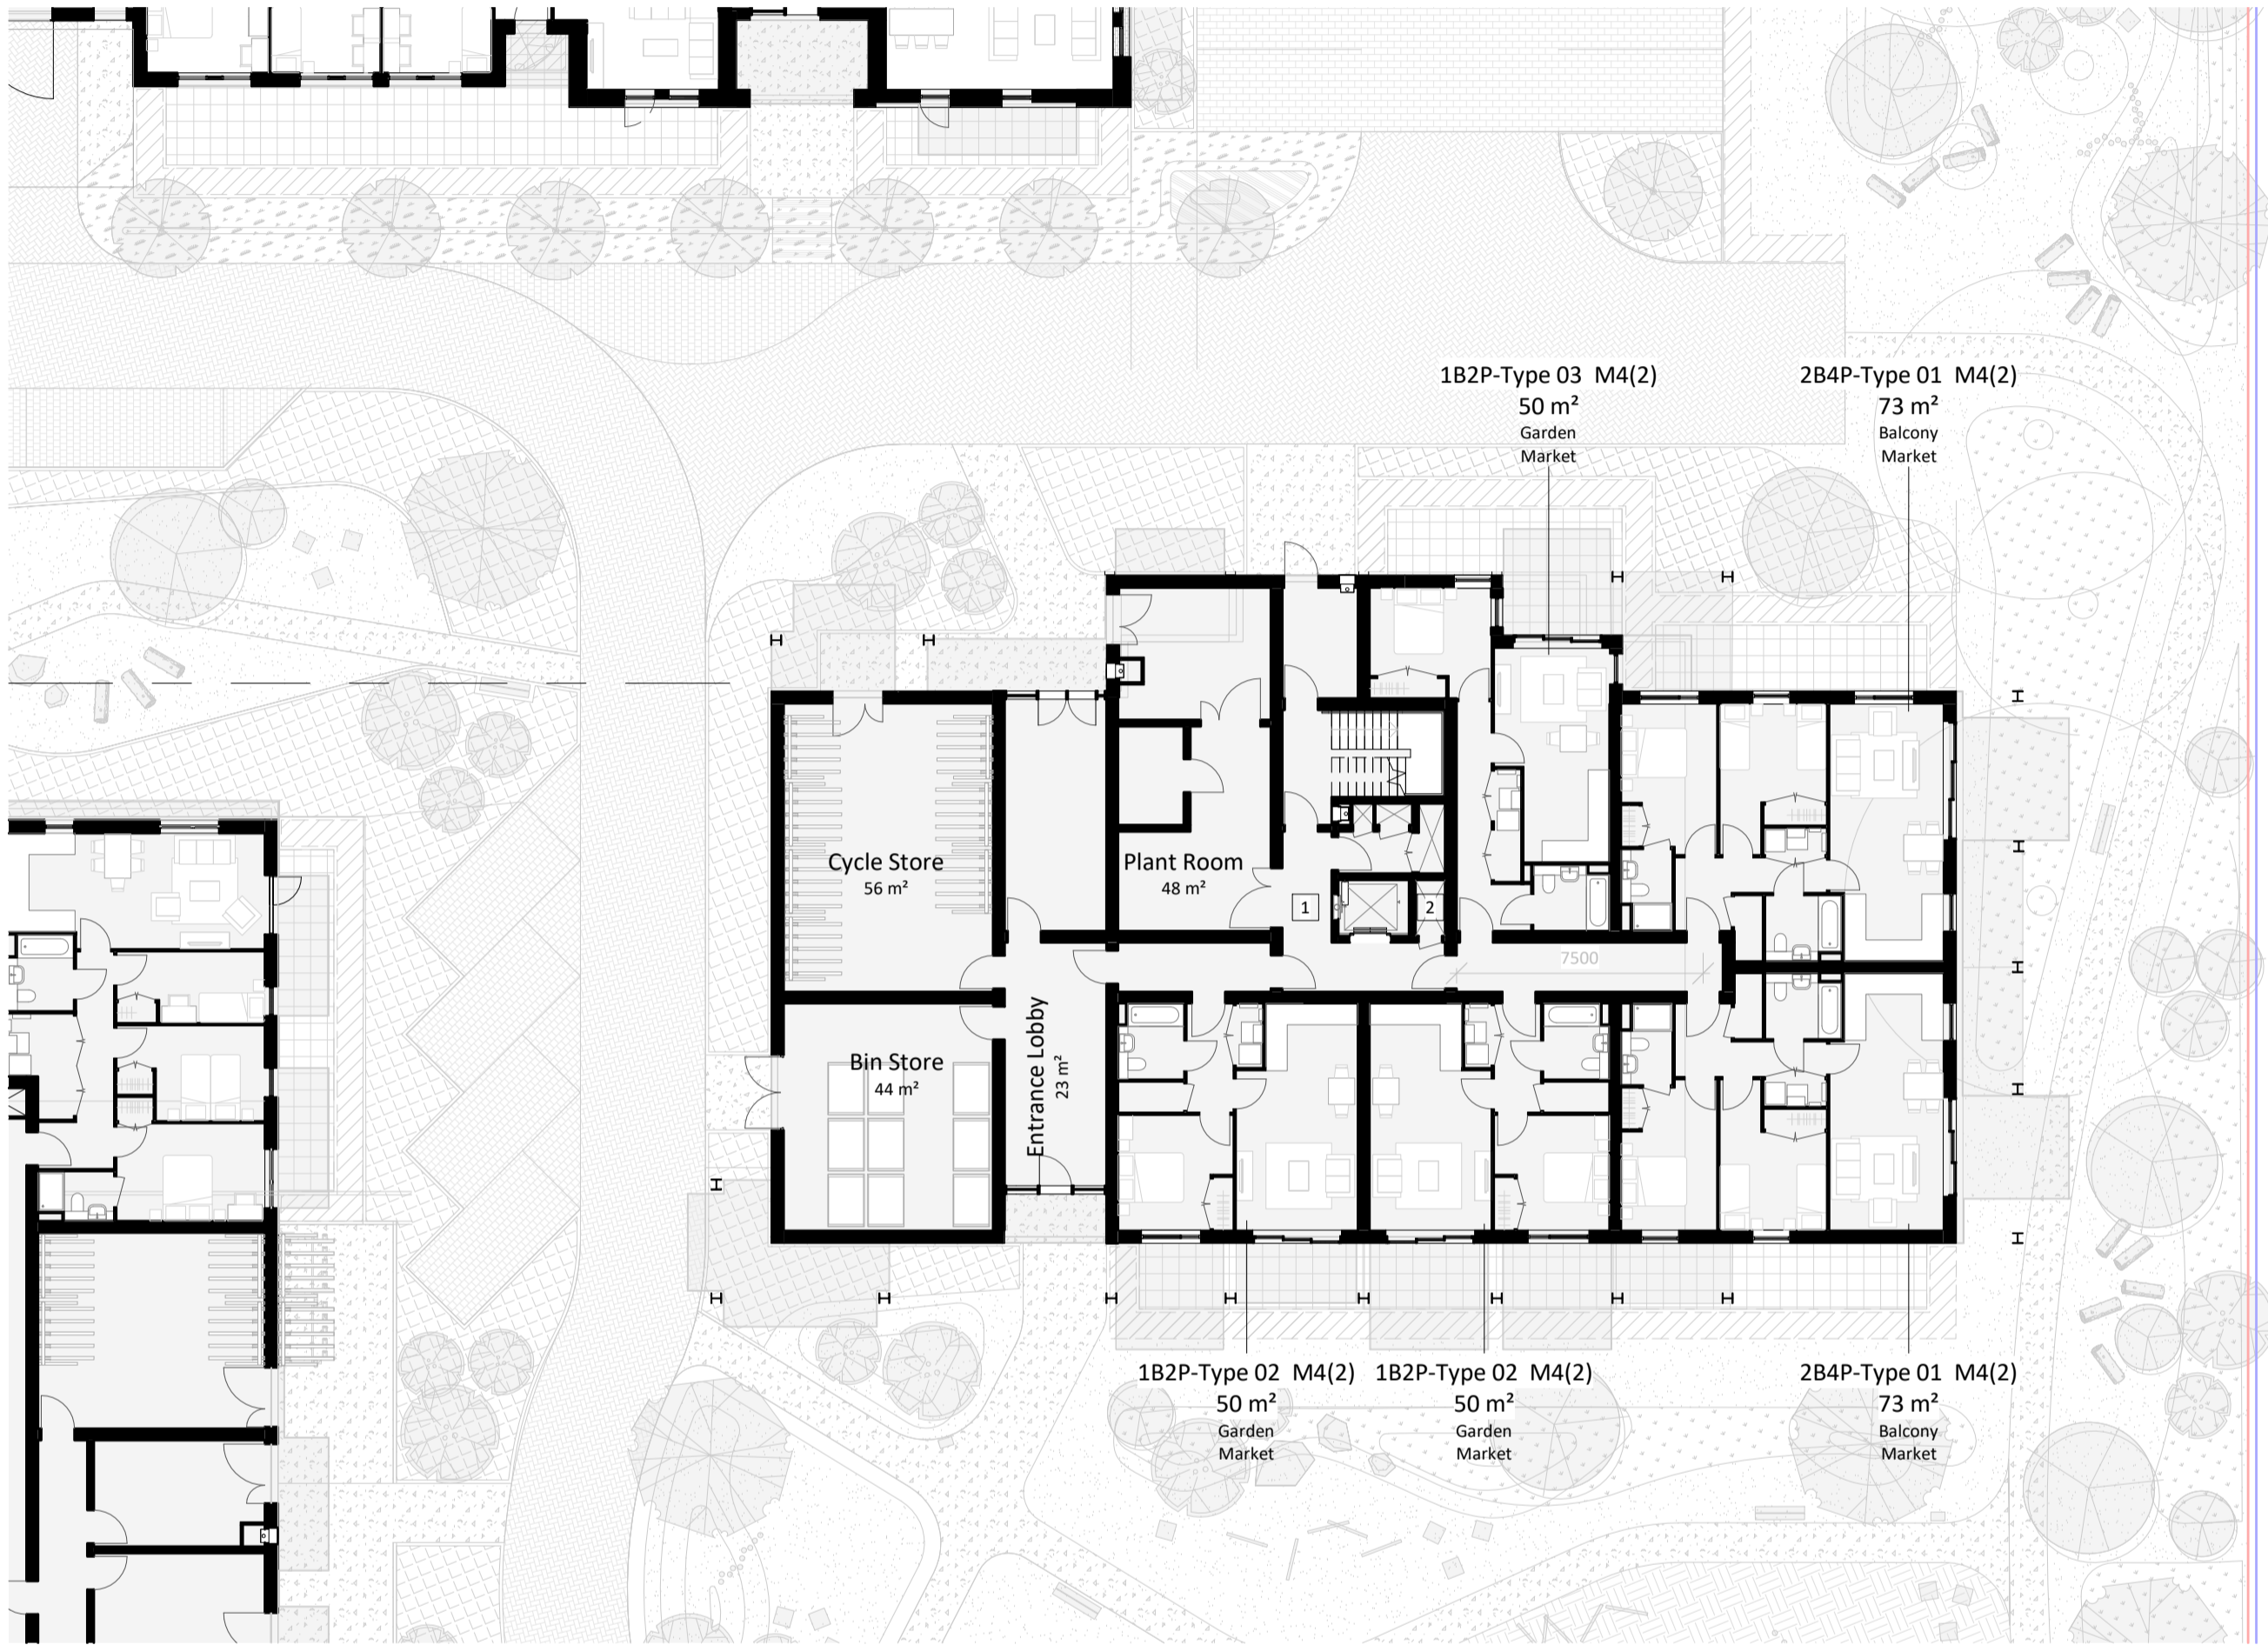 1B2P-Type 03 M4(2)
50 m²
Garden
Market
2B4P-Type 01 M4(2)
73 m²
Balcony
Market
Cycle Store
56 m²
Plant Room
48 m²
1
2
7500
Bin Store
44 m²
Entrance Lobby
23 m²
1B2P-Type 02 M4(2)
50 m²
Garden
Market
1B2P-Type 02 M4(2)
50 m²
Garden
Market
2B4P-Type 01 M4(2)
73 m²
Balcony
Market